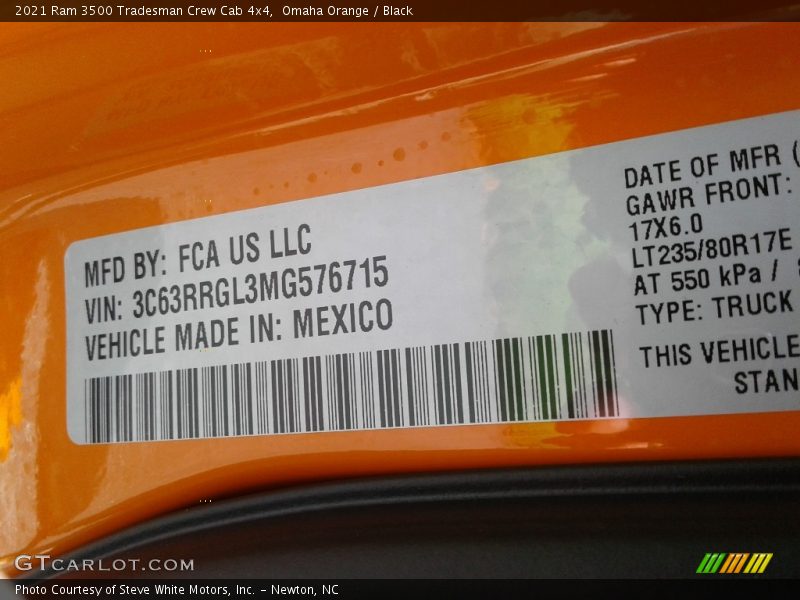 2021 Ram 3500 Tradesman Crew Cab 4x4, Omaha Orange / Black
MFD BY: FCA US LLC
VIN: 3C63RRGL3MG576715
VEHICLE MADE IN: MEXICO
DATE OF MFR (
GAWR FRONT:
17X6.0
LT235/80R17E
AT 550 kPa /
TYPE: TRUCK
THIS VEHICLE
STAN
GTCARLOT.COM
Photo Courtesy of Steve White Motors, Inc. – Newton, NC